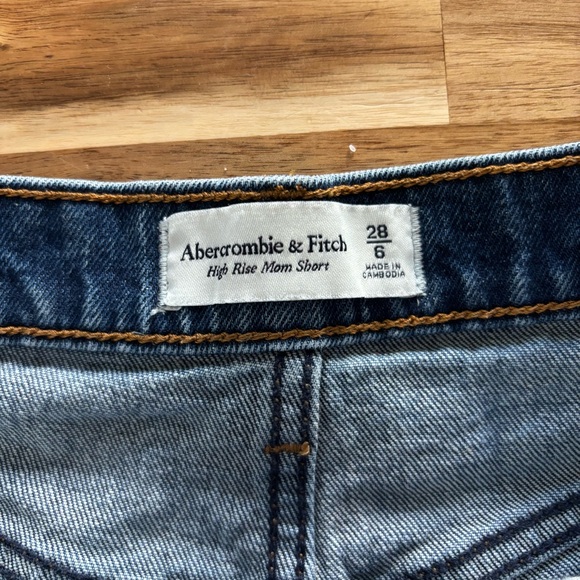 Abercrombie & Fitch
High Rise Mom Short
28
6
MADE IN
CAMBODIA